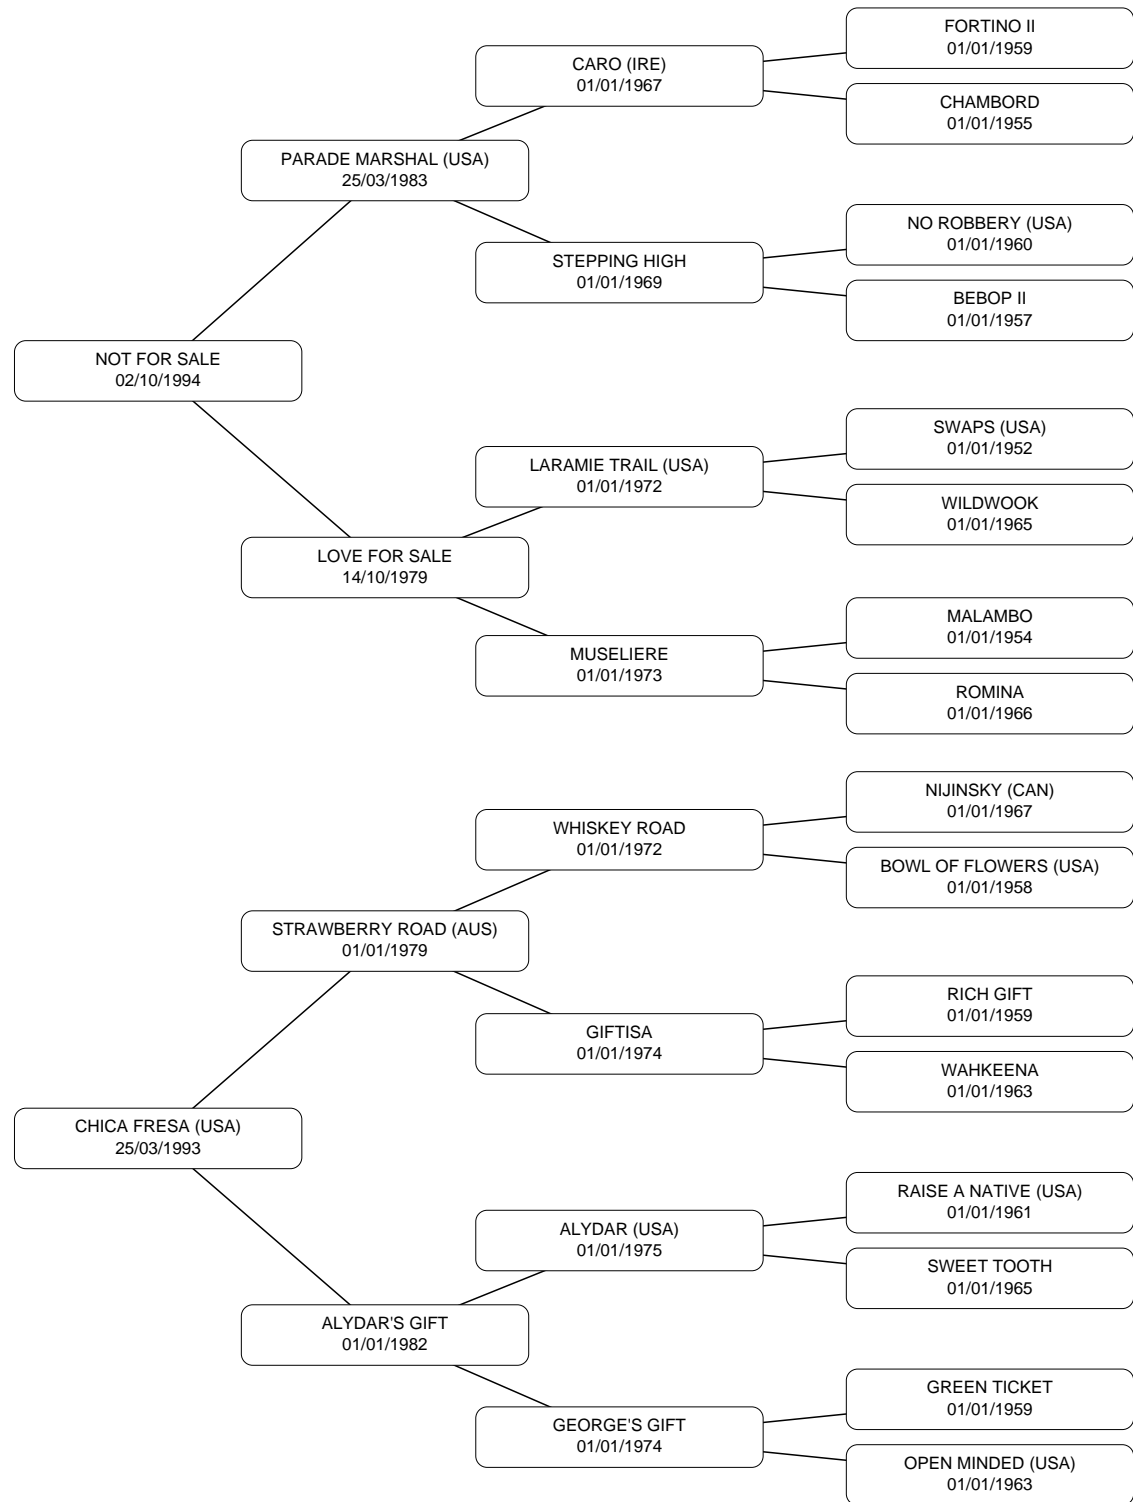 FORTINO II
01/01/1959
CARO (IRE)
01/01/1967
CHAMBORD
01/01/1955
PARADE MARSHAL (USA)
25/03/1983
NO ROBBERY (USA)
01/01/1960
STEPPING HIGH
01/01/1969
BEBOP II
01/01/1957
NOT FOR SALE
02/10/1994
SWAPS (USA)
01/01/1952
LARAMIE TRAIL (USA)
01/01/1972
WILDWOOK
01/01/1965
LOVE FOR SALE
14/10/1979
MALAMBO
01/01/1954
MUSELIERE
01/01/1973
ROMINA
01/01/1966
NIJINSKY (CAN)
01/01/1967
WHISKEY ROAD
01/01/1972
BOWL OF FLOWERS (USA)
01/01/1958
STRAWBERRY ROAD (AUS)
01/01/1979
RICH GIFT
01/01/1959
GIFTISA
01/01/1974
WAHKEENA
01/01/1963
CHICA FRESA (USA)
25/03/1993
RAISE A NATIVE (USA)
01/01/1961
ALYDAR (USA)
01/01/1975
SWEET TOOTH
01/01/1965
ALYDAR'S GIFT
01/01/1982
GREEN TICKET
01/01/1959
GEORGE'S GIFT
01/01/1974
OPEN MINDED (USA)
01/01/1963